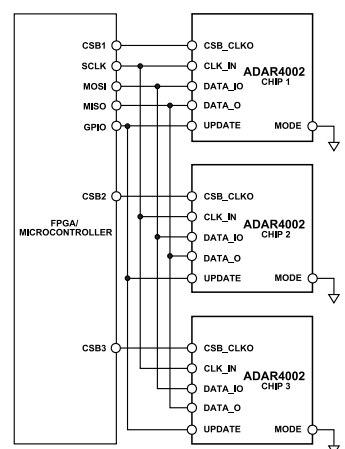 CSB1
SCLK
MOSI
MISO
GPIO
CSB2
FPGA/
MICROCONTROLLER
CSB3
CSB_CLKO
CLK_IN
DATA_IO
DATA_O
UPDATE
ADAR4002
CHIP 1
MODE
CSB_CLKO
CLK_IN
DATA_IO
DATA_O
UPDATE
ADAR4002
CHIP 2
MODE
CSB_CLKO
CLK_IN
DATA_IO
DATA_O
UPDATE
ADAR4002
CHIP 3
MODE